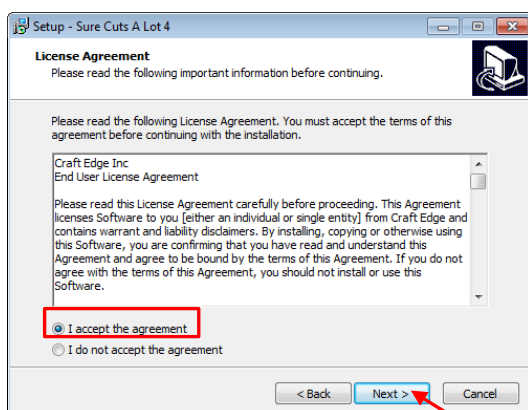 Setup - Sure Cuts A Lot 4
License Agreement
Please read the following important information before continuing.
Please read the following License Agreement. You must accept the terms of this
agreement before continuing with the installation.
Craft Edge Inc
End User License Agreement
Please read this License Agreement carefully before proceeding. This Agreement
licenses Software to you [either an individual or single entity] from Craft Edge and
contains warrant and liability disclaimers. By installing, copying or otherwise using
this Software, you are confirming that you have read and understand this
Agreement and agree to be bound by the terms of this Agreement. If you do not
agree with the terms of this Agreement, you should not install or use this
Software.
I accept the agreement
I do not accept the agreement
< Back
Next >
Cancel